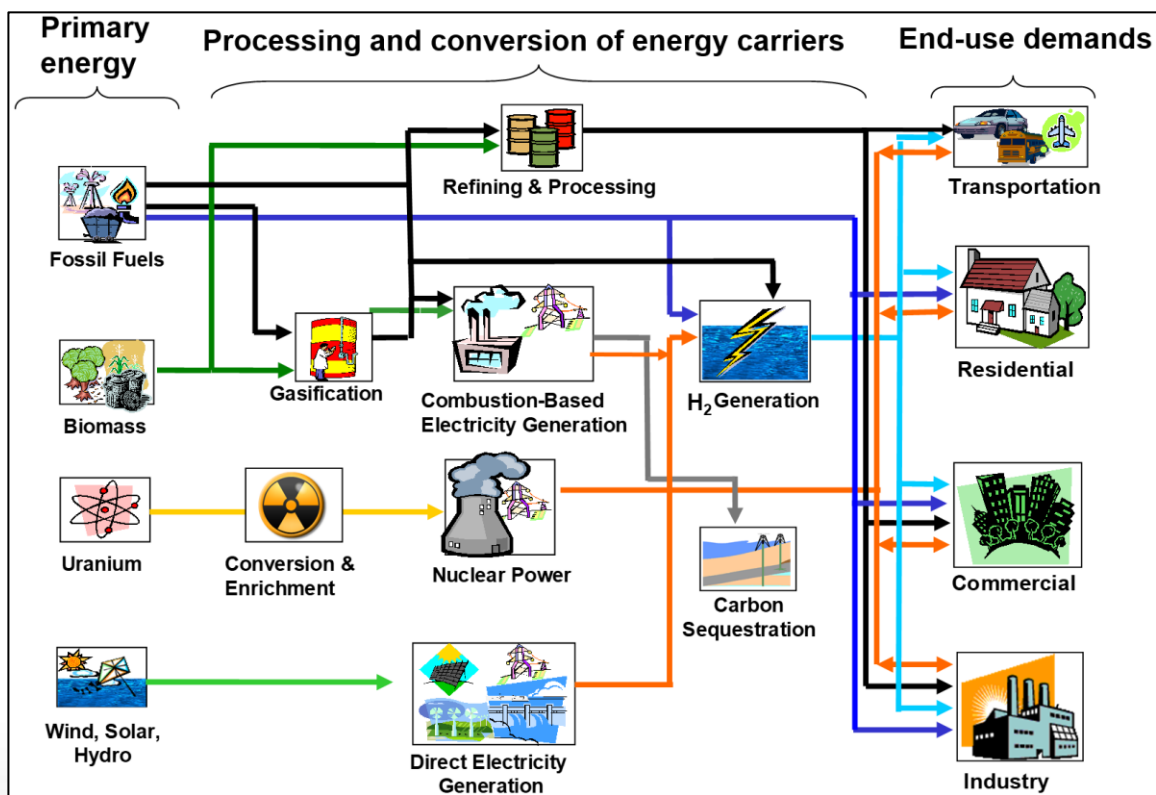 Primary
energy
Processing and conversion of energy carriers
End-use demands
Refining & Processing
Transportation
Fossil Fuels
Gasification
Combustion-Based
Electricity Generation
H₂ Generation
Residential
Biomass
Uranium
Conversion &
Enrichment
Nuclear Power
Carbon
Sequestration
Commercial
Wind, Solar,
Hydro
Direct Electricity
Generation
Industry